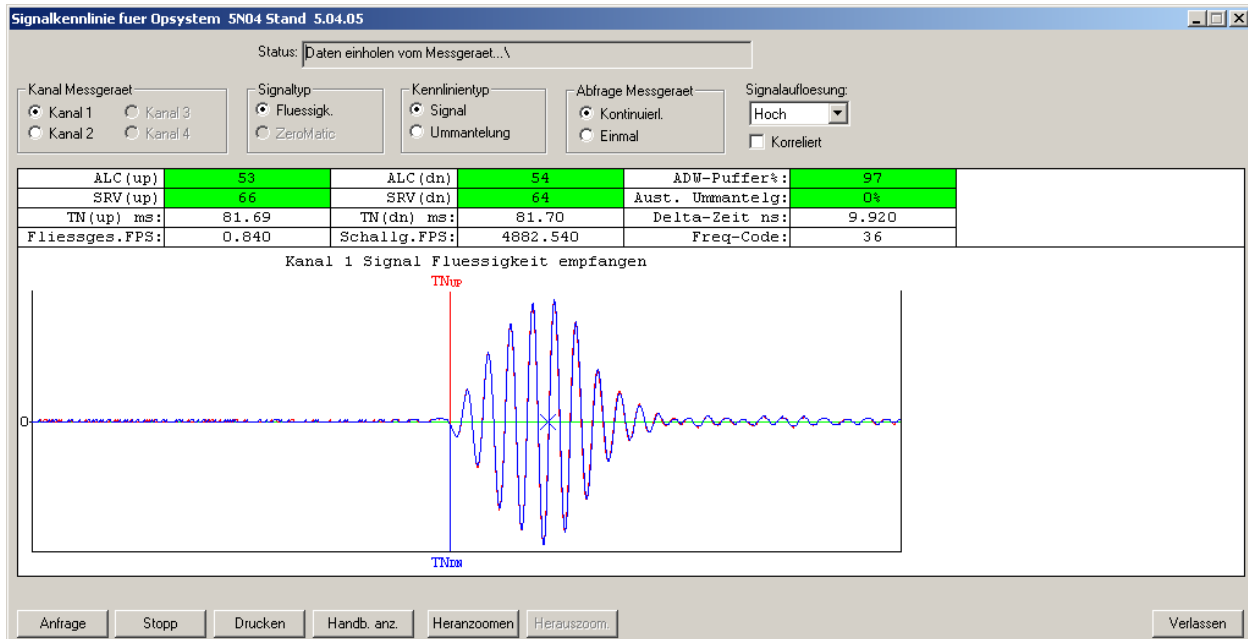 Signalkennlinie fuer Opsystem 5N04 Stand 5.04.05
Status: Daten einholen vom Messgeraet...\
Kanal Messgeraet
Kanal 1 Kanal 3
Kanal 2 Kanal 4
Signaltyp
Fluessigk.
ZeroMatic
Kennlinientyp
Signal
Ummantelung
Abfrage Messgeraet
Kontinuierl.
Einmal
Signalaufloesung:
Hoch
Korreliert
ALC(up) 53 ALC(dn) 54 ADW-Puffer%: 97
SRV(up) 66 SRV(dn) 64 Aust. Ummantelg: 0%
TN(up) ms: 81.69 TN(dn) ms: 81.70 Delta-Zeit ns: 9.920
Fliessges.FPS: 0.840 Schallg.FPS: 4882.540 Freq-Code: 36
Kanal 1 Signal Fluessigkeit empfangen
TNUP
0
TNDN
Anfrage Stopp Drucken Handb. anz. Heranzoomen Herauszoom. Verlassen